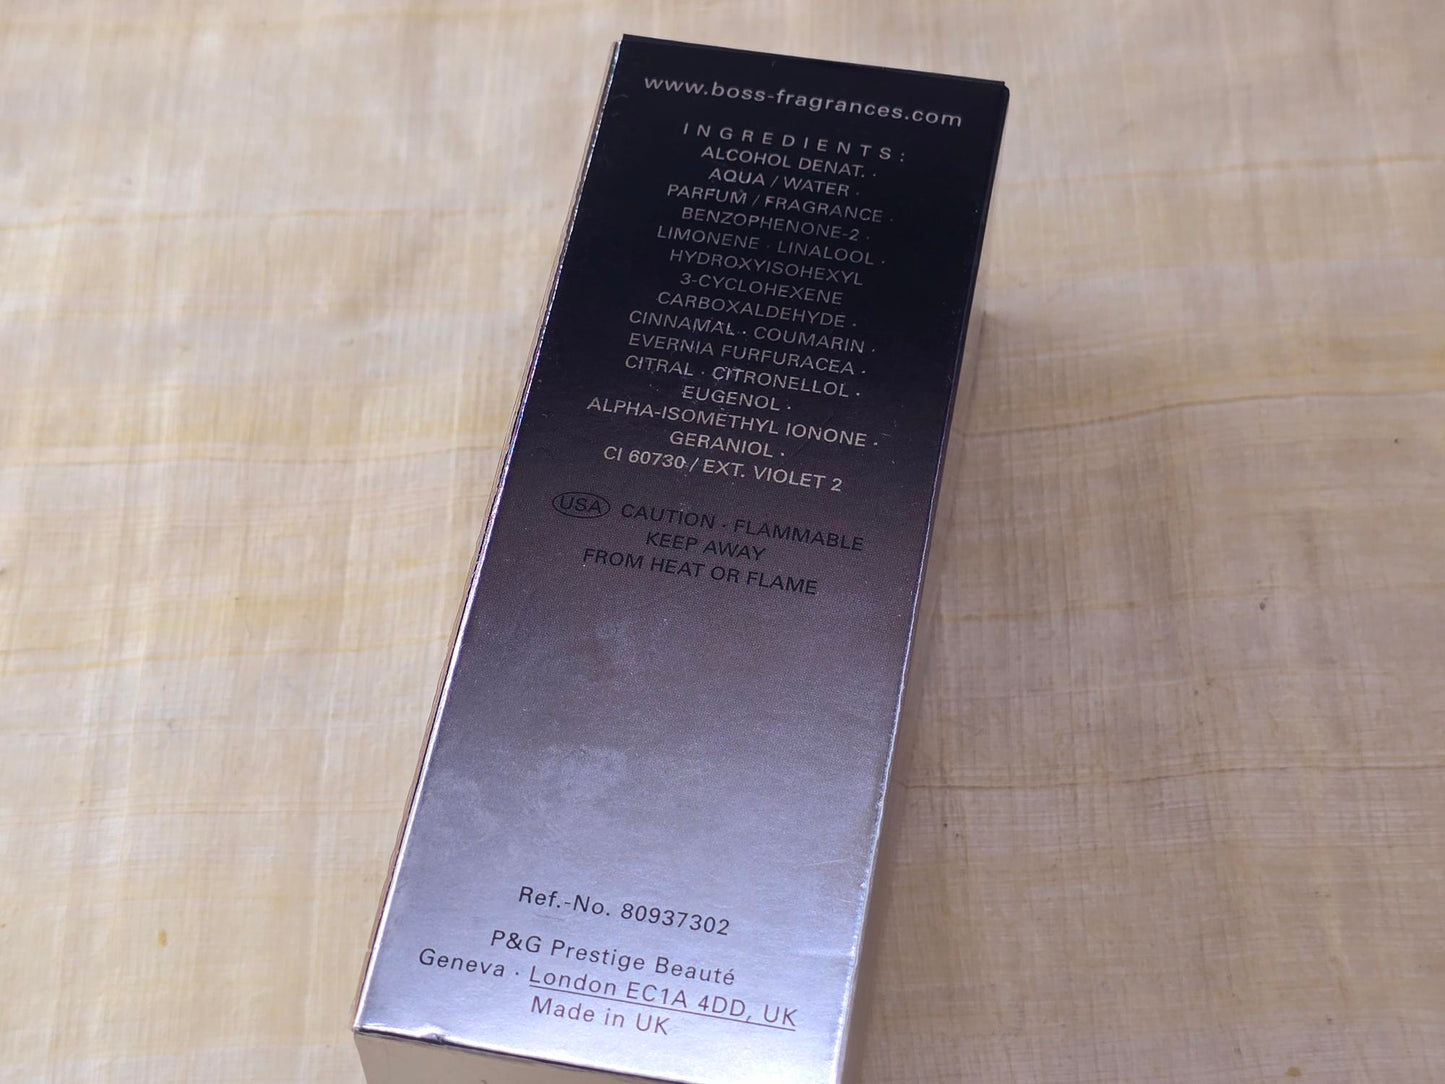 www.boss-fragrances.com
INGREDIENTS:
ALCOHOL DENAT. ·
AQUA / WATER ·
PARFUM / FRAGRANCE ·
BENZOPHENONE-2 ·
LIMONENE · LINALOOL ·
HYDROXYISOHEXYL
3-CYCLOHEXENE
CARBOXALDEHYDE ·
CINNAMAL · COUMARIN ·
EVERNIA FURFURACEA ·
CITRAL · CITRONELLOL ·
EUGENOL ·
ALPHA-ISOMETHYL IONONE ·
GERANIOL ·
CI 60730 / EXT. VIOLET 2
USA CAUTION · FLAMMABLE
KEEP AWAY
FROM HEAT OR FLAME
Ref.-No. 80937302
P&G Prestige Beauté
Geneva · London EC1A 4DD, UK
Made in UK